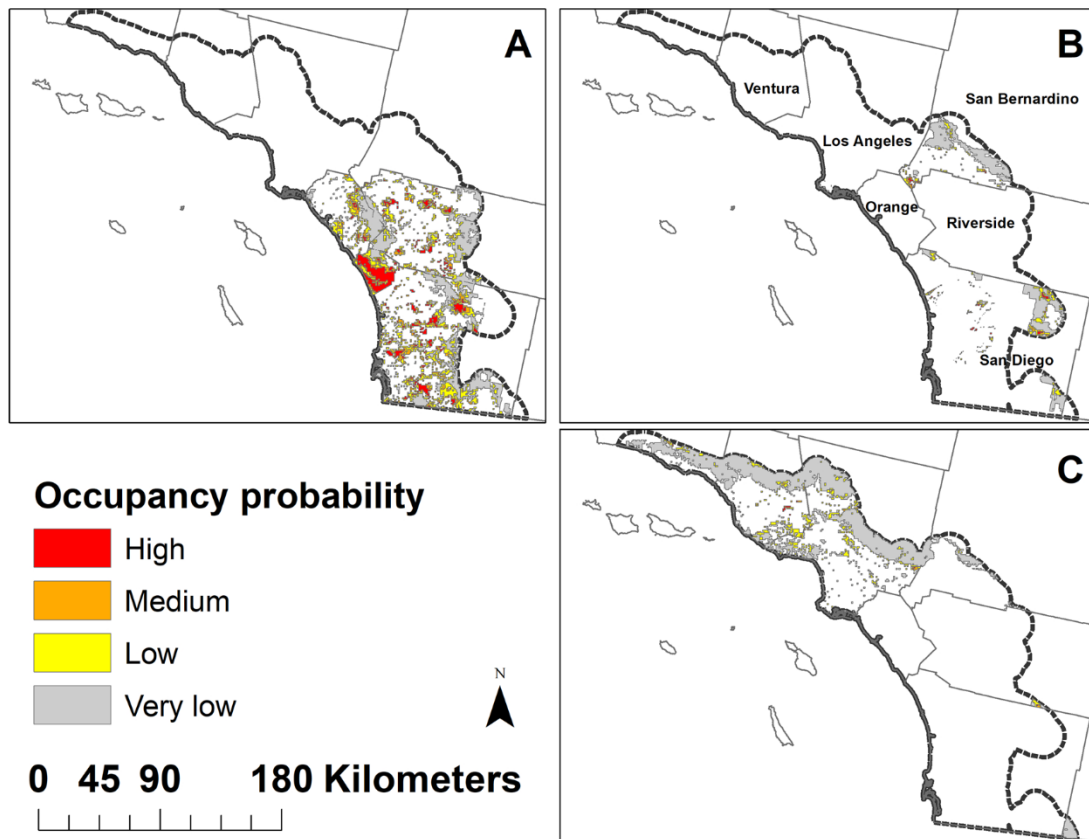 A
B
Ventura
San Bernardino
Los Angeles
Orange
Riverside
San Diego
C
Occupancy probability
High
Medium
Low
Very low
N
0 45 90 180 Kilometers